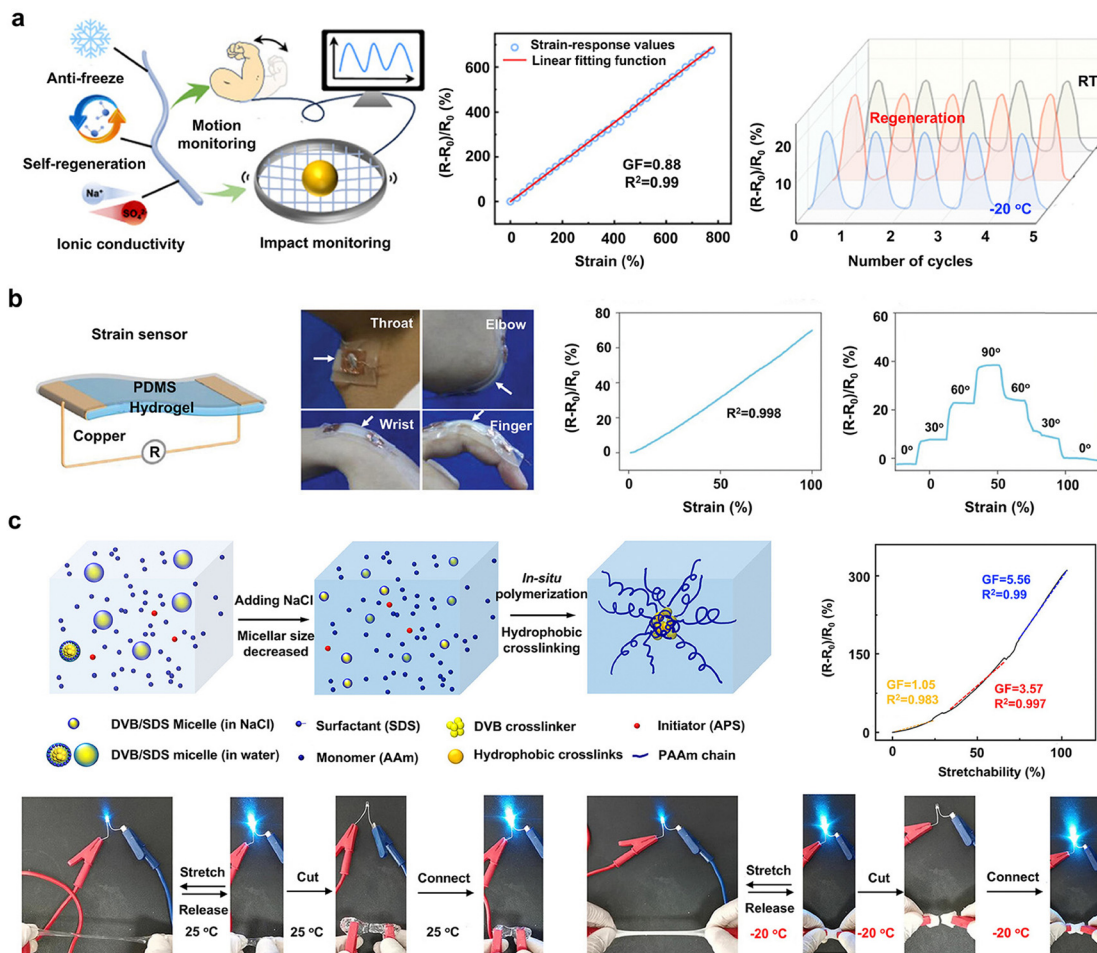 a
Anti-freeze
Self-regeneration
Na⁺
SO₄²⁻
Ionic conductivity
Motion
monitoring
Impact monitoring
(R-R₀)/R₀ (%)
600
400
200
0
Strain-response values
Linear fitting function
GF=0.88
R²=0.99
0 200 400 600 800
Strain (%)
(R-R₀)/R₀ (%)
20
10
0
RT
Regeneration
-20 °C
0 1 2 3 4 5
Number of cycles
b
Strain sensor
PDMS
Hydrogel
Copper
R
Throat
Elbow
Wrist
Finger
(R-R₀)/R₀ (%)
80
60
40
20
0
R²=0.998
0 50 100
Strain (%)
(R-R₀)/R₀ (%)
60
40
20
0
0° 30° 60° 90° 60° 30° 0°
0 50 100
Strain (%)
c
Adding NaCl
Micellar size
decreased
In-situ
polymerization
Hydrophobic
crosslinking
DVB/SDS Micelle (in NaCl)
Surfactant (SDS)
DVB crosslinker
Initiator (APS)
DVB/SDS micelle (in water)
Monomer (AAm)
Hydrophobic crosslinks
PAAm chain
(R-R₀)/R₀ (%)
300
150
0
GF=5.56
R²=0.99
GF=1.05
R²=0.983
GF=3.57
R²=0.997
0 50 100
Stretchability (%)
Stretch
Release
25 °C
Cut
25 °C
Connect
25 °C
Stretch
Release
-20 °C
Cut
-20 °C
Connect
-20 °C